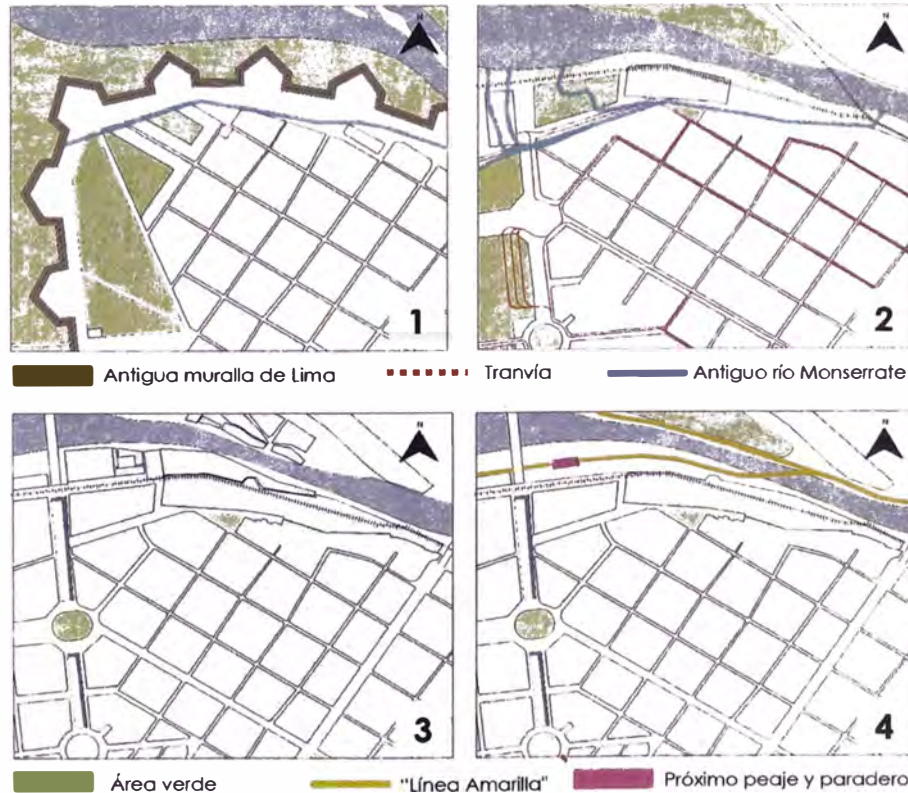 N
N
1
2
Antigua muralla de Lima
Tranvía
Antiguo río Monserrate
N
N
3
4
Área verde
"Línea Amarilla"
Próximo peaje y paradero